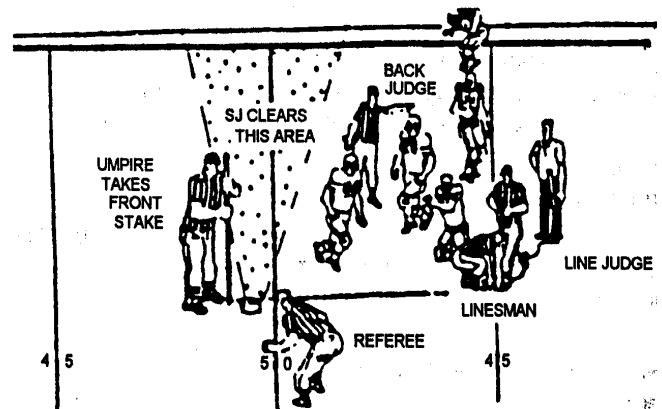 BACK
JUDGE
SJ CLEARS
THIS AREA
UMPIRE
TAKES
FRONT
STAKE
LINE JUDGE
LINESMAN
REFEREE
4 5
5 0
4 5